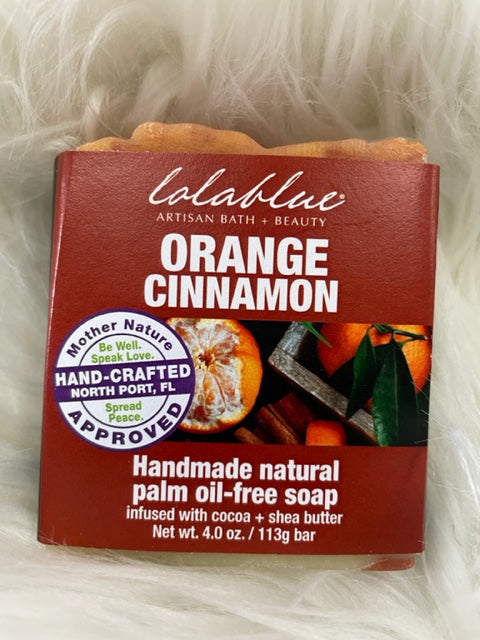 lolablue®
ARTISAN BATH + BEAUTY
ORANGE
CINNAMON
Mother Nature
Be Well.
Speak Love.
HAND-CRAFTED
NORTH PORT, FL
Spread
Peace.
APPROVED
Handmade natural
palm oil-free soap
infused with cocoa + shea butter
Net wt. 4.0 oz. / 113g bar